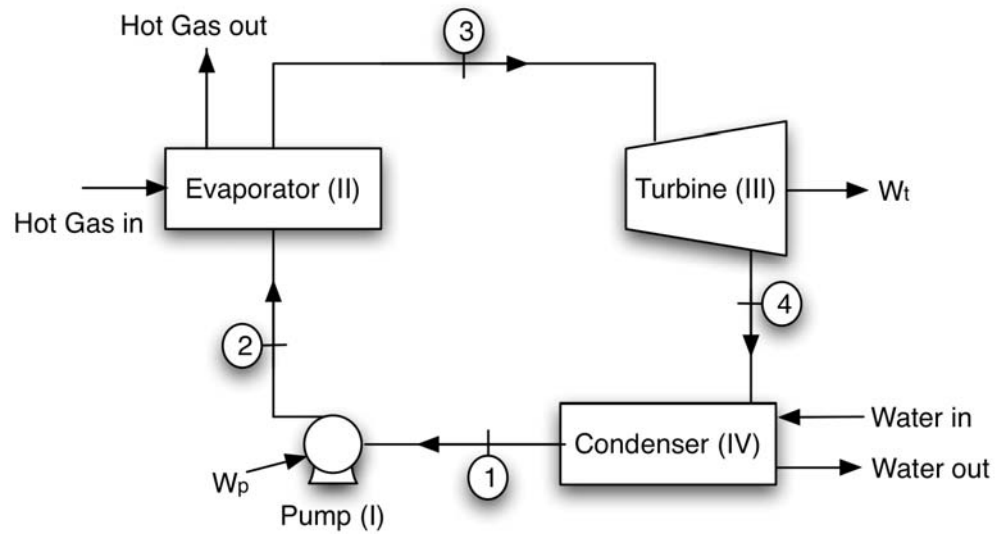 Hot Gas out
3
Evaporator (II)
Turbine (III)
Wt
Hot Gas in
4
2
Water in
Condenser (IV)
Water out
1
Wp
Pump (I)